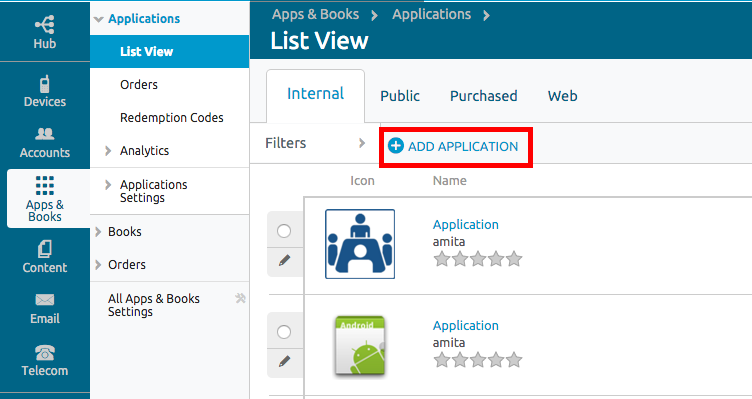 Hub
Devices
Accounts
Apps &
Books
Content
Email
Telecom
Applications
List View
Orders
Redemption Codes
Analytics
Applications
Settings
Books
Orders
All Apps & Books
Settings
Apps & Books > Applications >
List View
Internal Public Purchased Web
Filters > ADD APPLICATION
Icon Name
Application
amita
Android
Application
amita